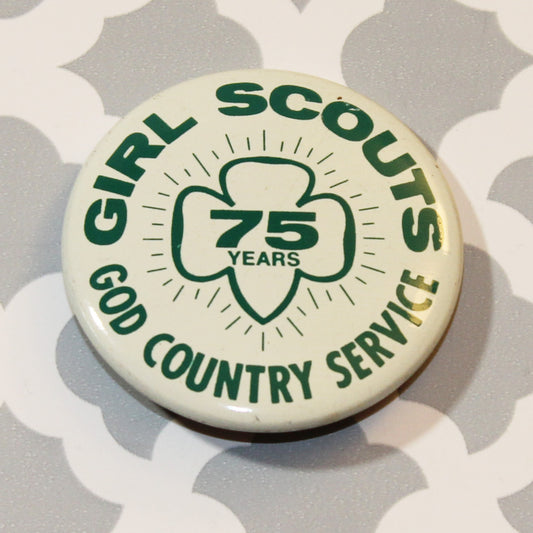 GIRL SCOUTS
75
YEARS
GOD COUNTRY SERVICE